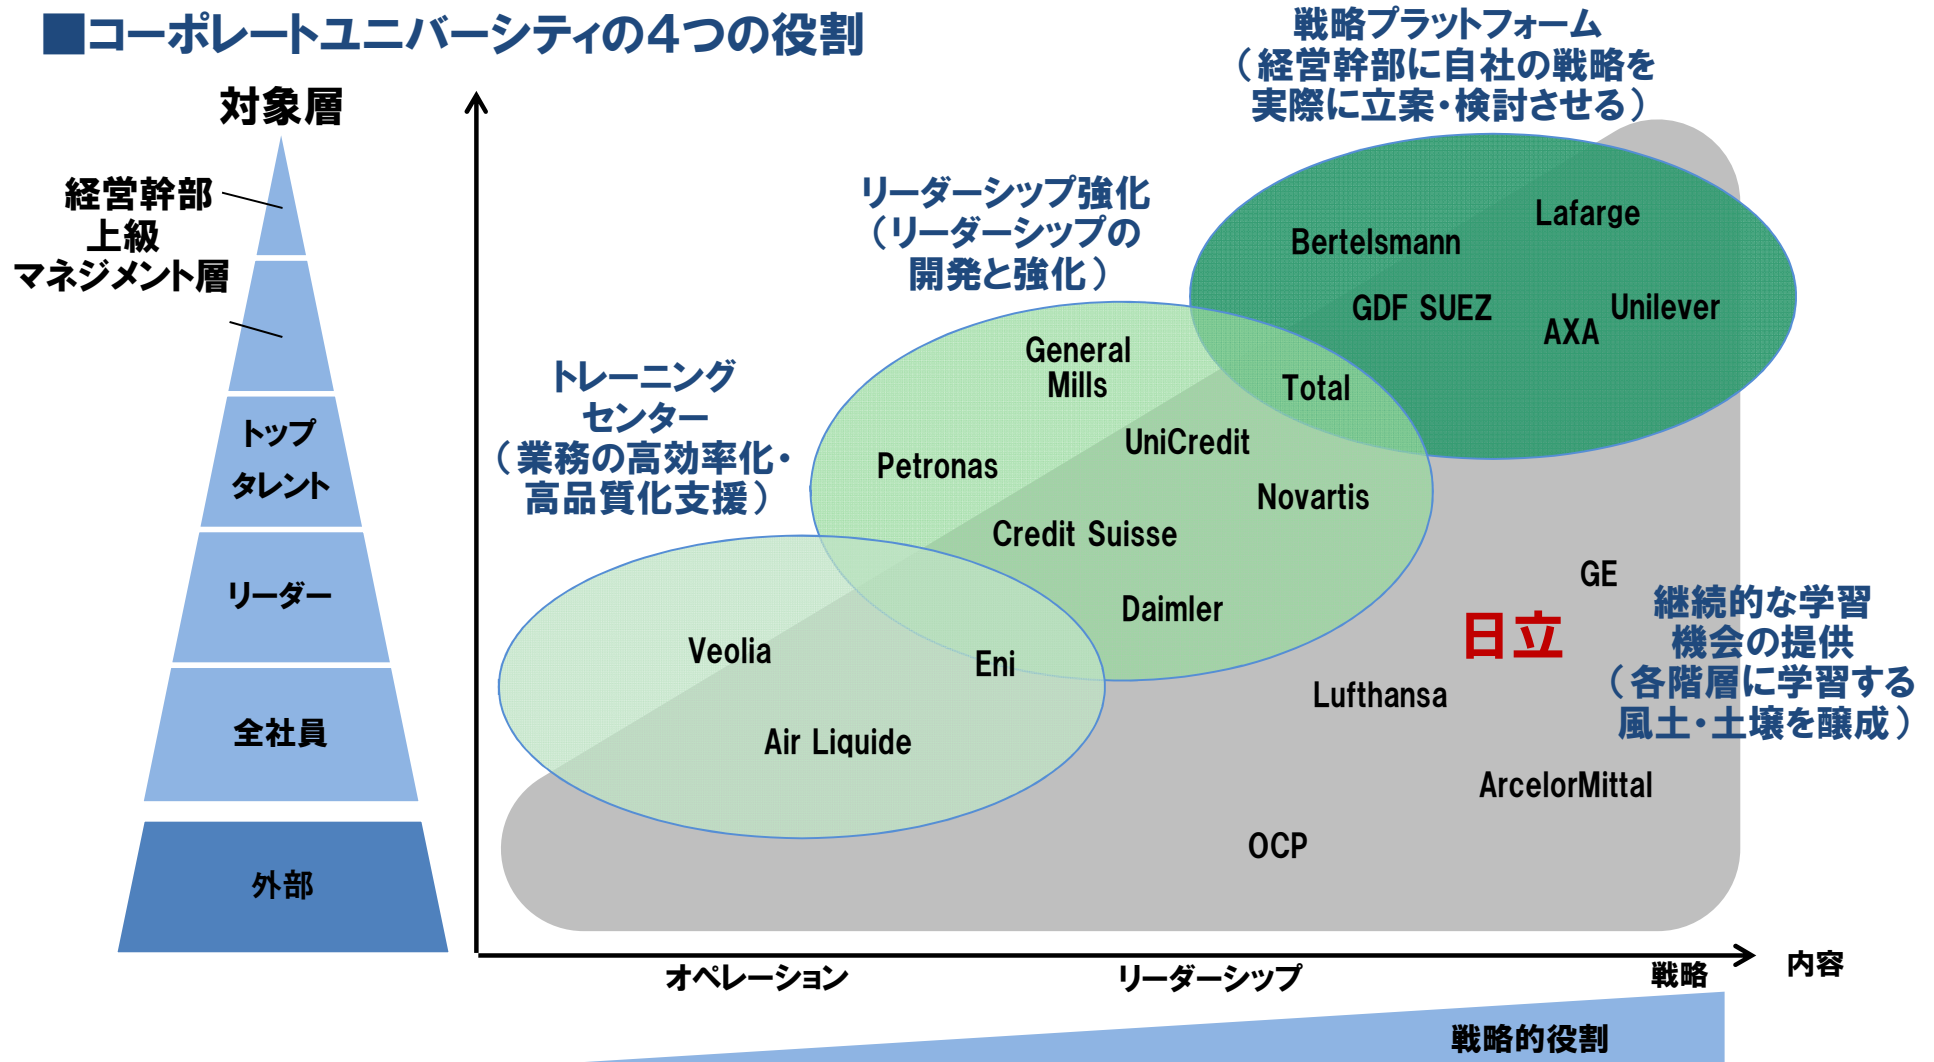 ■コーポレートユニバーシティの4つの役割
対象層
経営幹部
上級
マネジメント層
トップ
タレント
リーダー
全社員
外部
戦略プラットフォーム
（経営幹部に自社の戦略を
実際に立案・検討させる）
リーダーシップ強化
（リーダーシップの
開発と強化）
トレーニング
センター
（業務の高効率化・
高品質化支援）
Lafarge
Bertelsmann
GDF SUEZ
Unilever
AXA
General
Mills
Total
UniCredit
Petronas
Novartis
Credit Suisse
Daimler
Veolia
Eni
Air Liquide
GE
日立
Lufthansa
ArcelorMittal
OCP
継続的な学習
機会の提供
（各階層に学習する
風土・土壌を醸成）
オペレーション
リーダーシップ
戦略
内容
戦略的役割